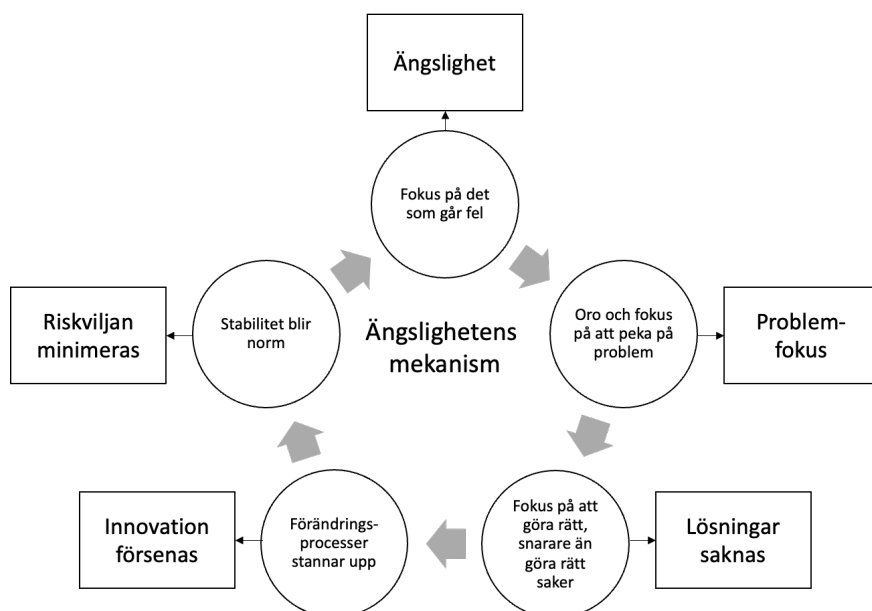 Ängslighet
Fokus på det
som går fel
Riskviljan
minimeras
Stabilitet blir
norm
Ängslighetens
mekanism
Oro och fokus
på att peka på
problem
Problem-
fokus
Innovation
försenas
Förändrings-
processer
stannar upp
Fokus på att
göra rätt,
snarare än
göra rätt
saker
Lösningar
saknas